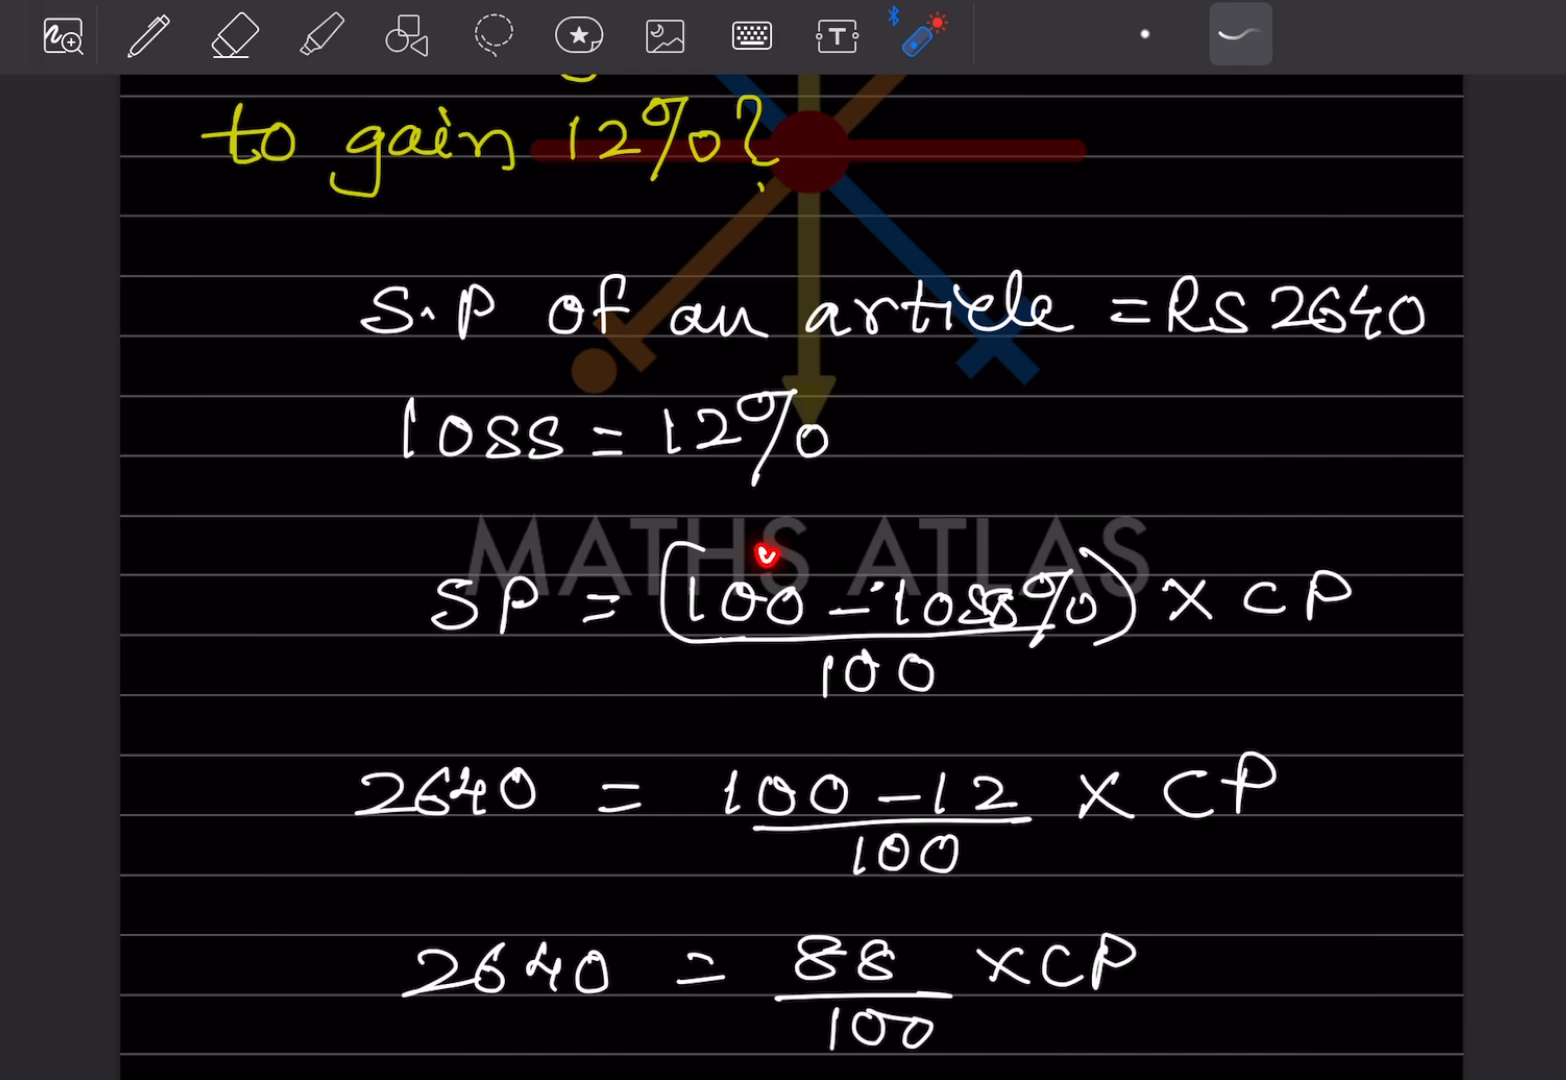 to gain 12%?
S.P of an article = RS 2640
loss = 12%
MATHS ATLAS
SP = (100 - loss%) × CP
100
2640 = 100 - 12 × CP
100
2640 = 88 × CP
100